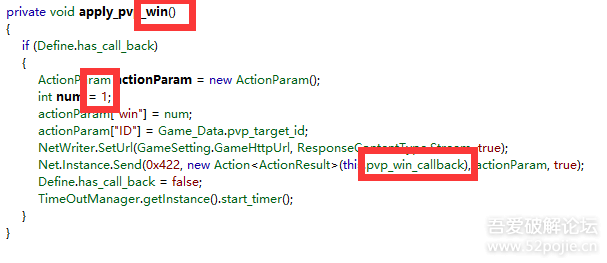 private void apply_pvp_win()
{
if (Define.has_call_back)
{
ActionParam actionParam = new ActionParam();
int num = 1;
actionParam["win"] = num;
actionParam["ID"] = Game_Data.pvp_target_id;
NetWriter.SetUrl(GameSetting.GameHttpUrl, ResponseContentType.Stream, true);
Net.Instance.Send(0x422, new Action<ActionResult>(this.pvp_win_callback), actionParam, true);
Define.has_call_back = false;
TimeOutManager.getInstance().start_timer();
}
}
吾爱破解论坛
www.52pojie.cn